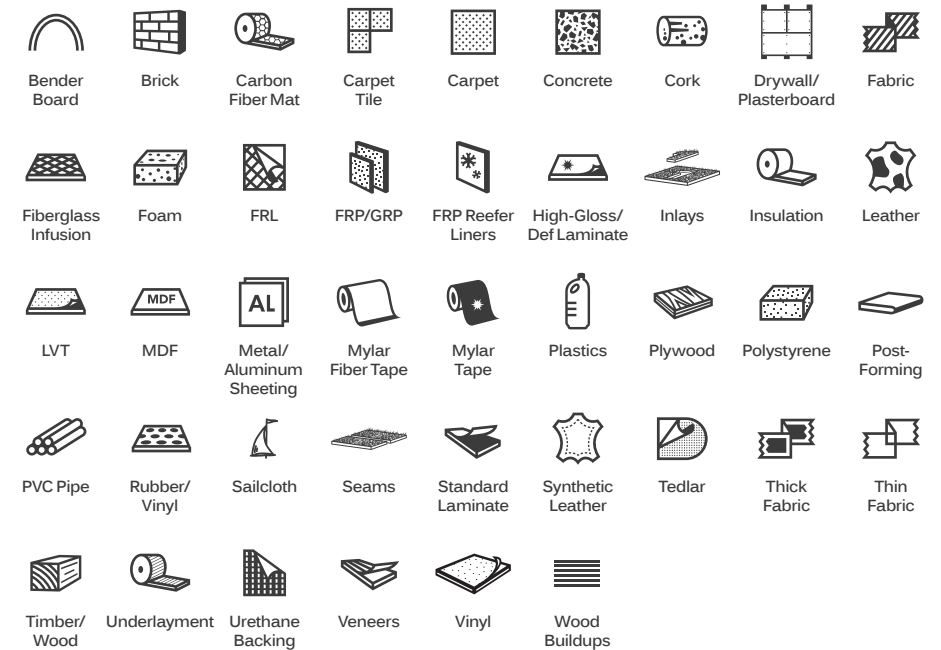 Bender Board
Brick
Carbon Fiber Mat
Carpet Tile
Carpet
Concrete
Cork
Drywall/ Plasterboard
Fabric
Fiberglass Infusion
Foam
FRL
FRP/GRP
FRP Reefer Liners
High-Gloss/ Def Laminate
Inlays
Insulation
Leather
LVT
MDF
MDF
AL
Metal/ Aluminum Sheeting
Mylar Fiber Tape
Mylar Tape
Plastics
Plywood
Polystyrene
Post- Forming
PVC Pipe
Rubber/ Vinyl
Sailcloth
Seams
Standard Laminate
Synthetic Leather
Tedlar
Thick Fabric
Thin Fabric
Timber/ Wood
Underlayment
Urethane Backing
Veneers
Vinyl
Wood Buildups